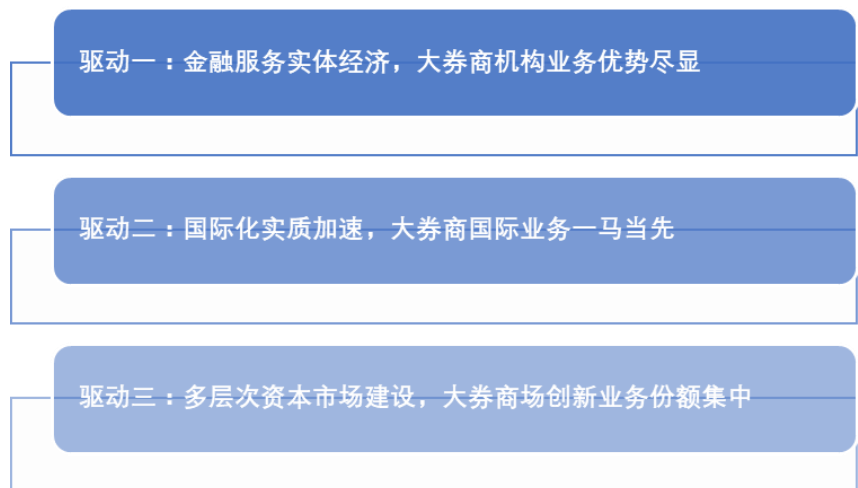 驱动一：金融服务实体经济，大券商机构业务优势尽显
驱动二：国际化实质加速，大券商国际业务一马当先
驱动三：多层次资本市场建设，大券商场创新业务份额集中